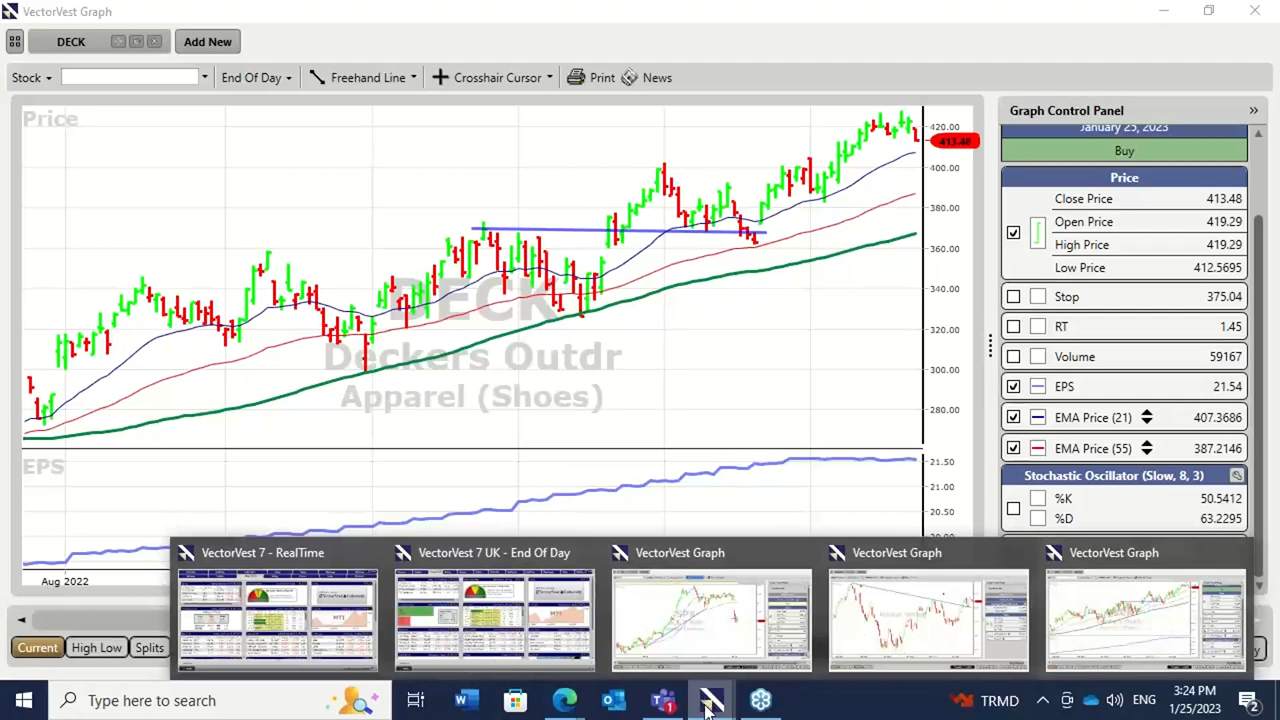 VectorVest Graph
DECK
Add New
Stock
End Of Day
Freehand Line
Crosshair Cursor
Print
News
Price
DECK
Deckers Outdr
Apparel (Shoes)
420.00
413.48
400.00
380.00
360.00
340.00
320.00
300.00
280.00
EPS
21.50
21.00
20.50
20.00
Aug 2022
Graph Control Panel
January 25, 2023
Buy
Price
Close Price 413.48
Open Price 419.29
High Price 419.29
Low Price 412.5695
Stop 375.04
RT 1.45
Volume 59167
EPS 21.54
EMA Price (21) 407.3686
EMA Price (55) 387.2146
Stochastic Oscillator (Slow, 8, 3)
%K 50.5412
%D 63.2295
VectorVest 7 - RealTime
VectorVest 7 UK - End Of Day
VectorVest Graph
VectorVest Graph
VectorVest Graph
Current
High Low
Splits
Type here to search
TRMD
ENG
3:24 PM
1/25/2023
2